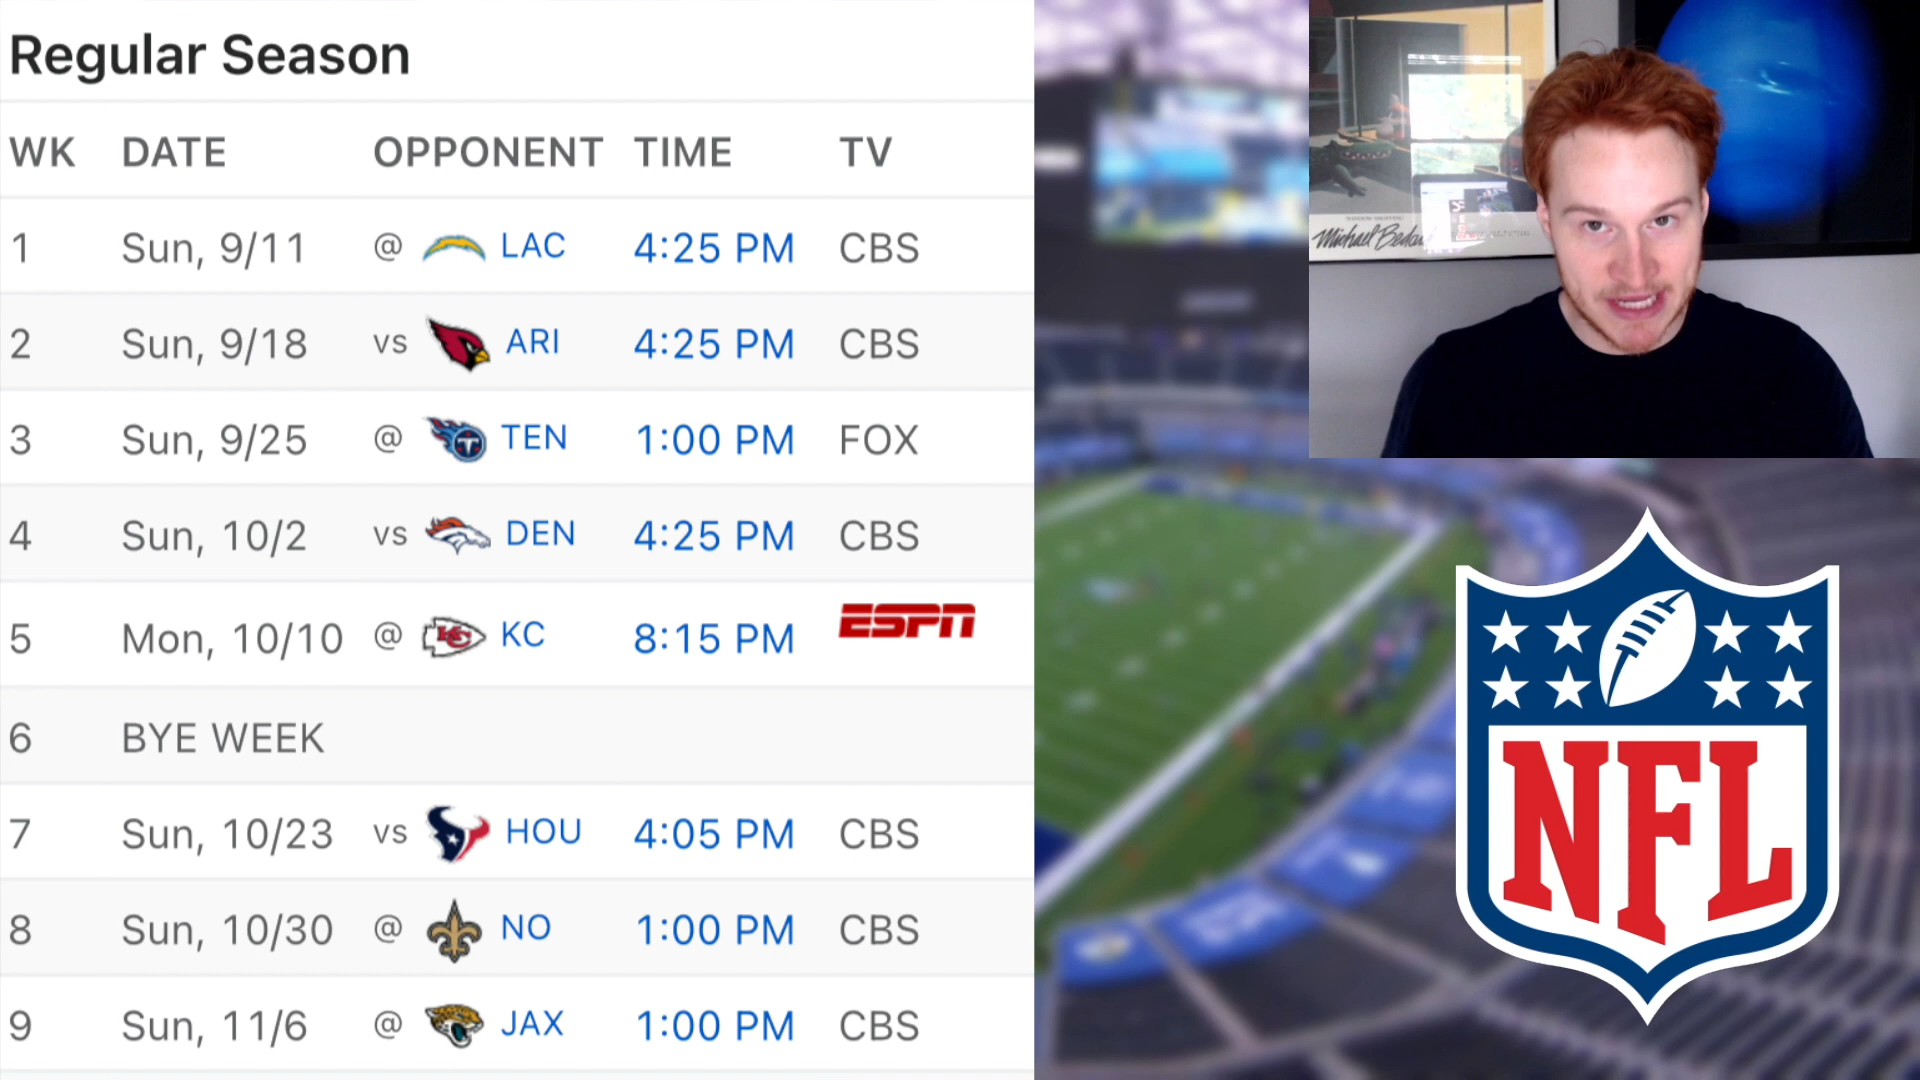 Regular Season
WK DATE OPPONENT TIME TV
1 Sun, 9/11 @ LAC 4:25 PM CBS
2 Sun, 9/18 vs ARI 4:25 PM CBS
3 Sun, 9/25 @ TEN 1:00 PM FOX
4 Sun, 10/2 vs DEN 4:25 PM CBS
5 Mon, 10/10 @ KC 8:15 PM ESPN
6 BYE WEEK
7 Sun, 10/23 vs HOU 4:05 PM CBS
8 Sun, 10/30 @ NO 1:00 PM CBS
9 Sun, 11/6 @ JAX 1:00 PM CBS
Michael
NFL